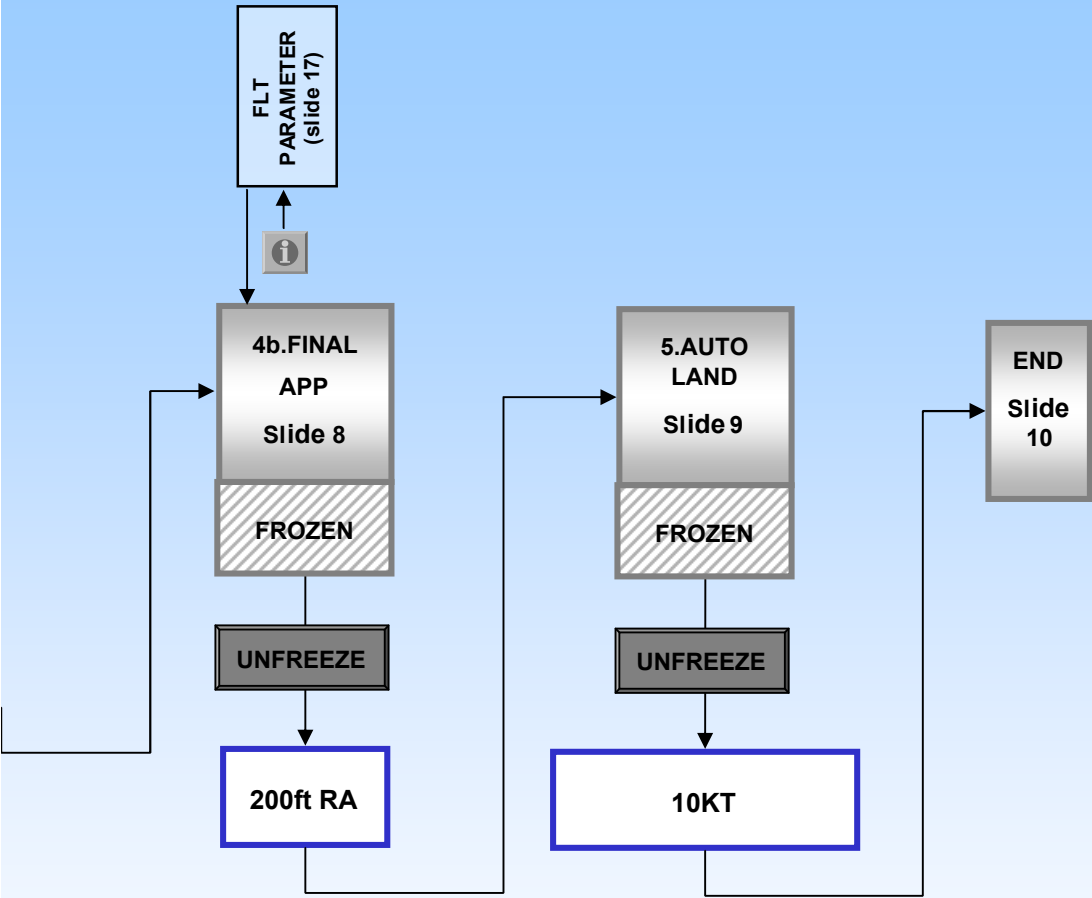 FLT
PARAMETER
(slide 17)
4b.FINAL
APP
Slide 8
FROZEN
UNFREEZE
200ft RA
5.AUTO
LAND
Slide 9
FROZEN
UNFREEZE
10KT
END
Slide
10